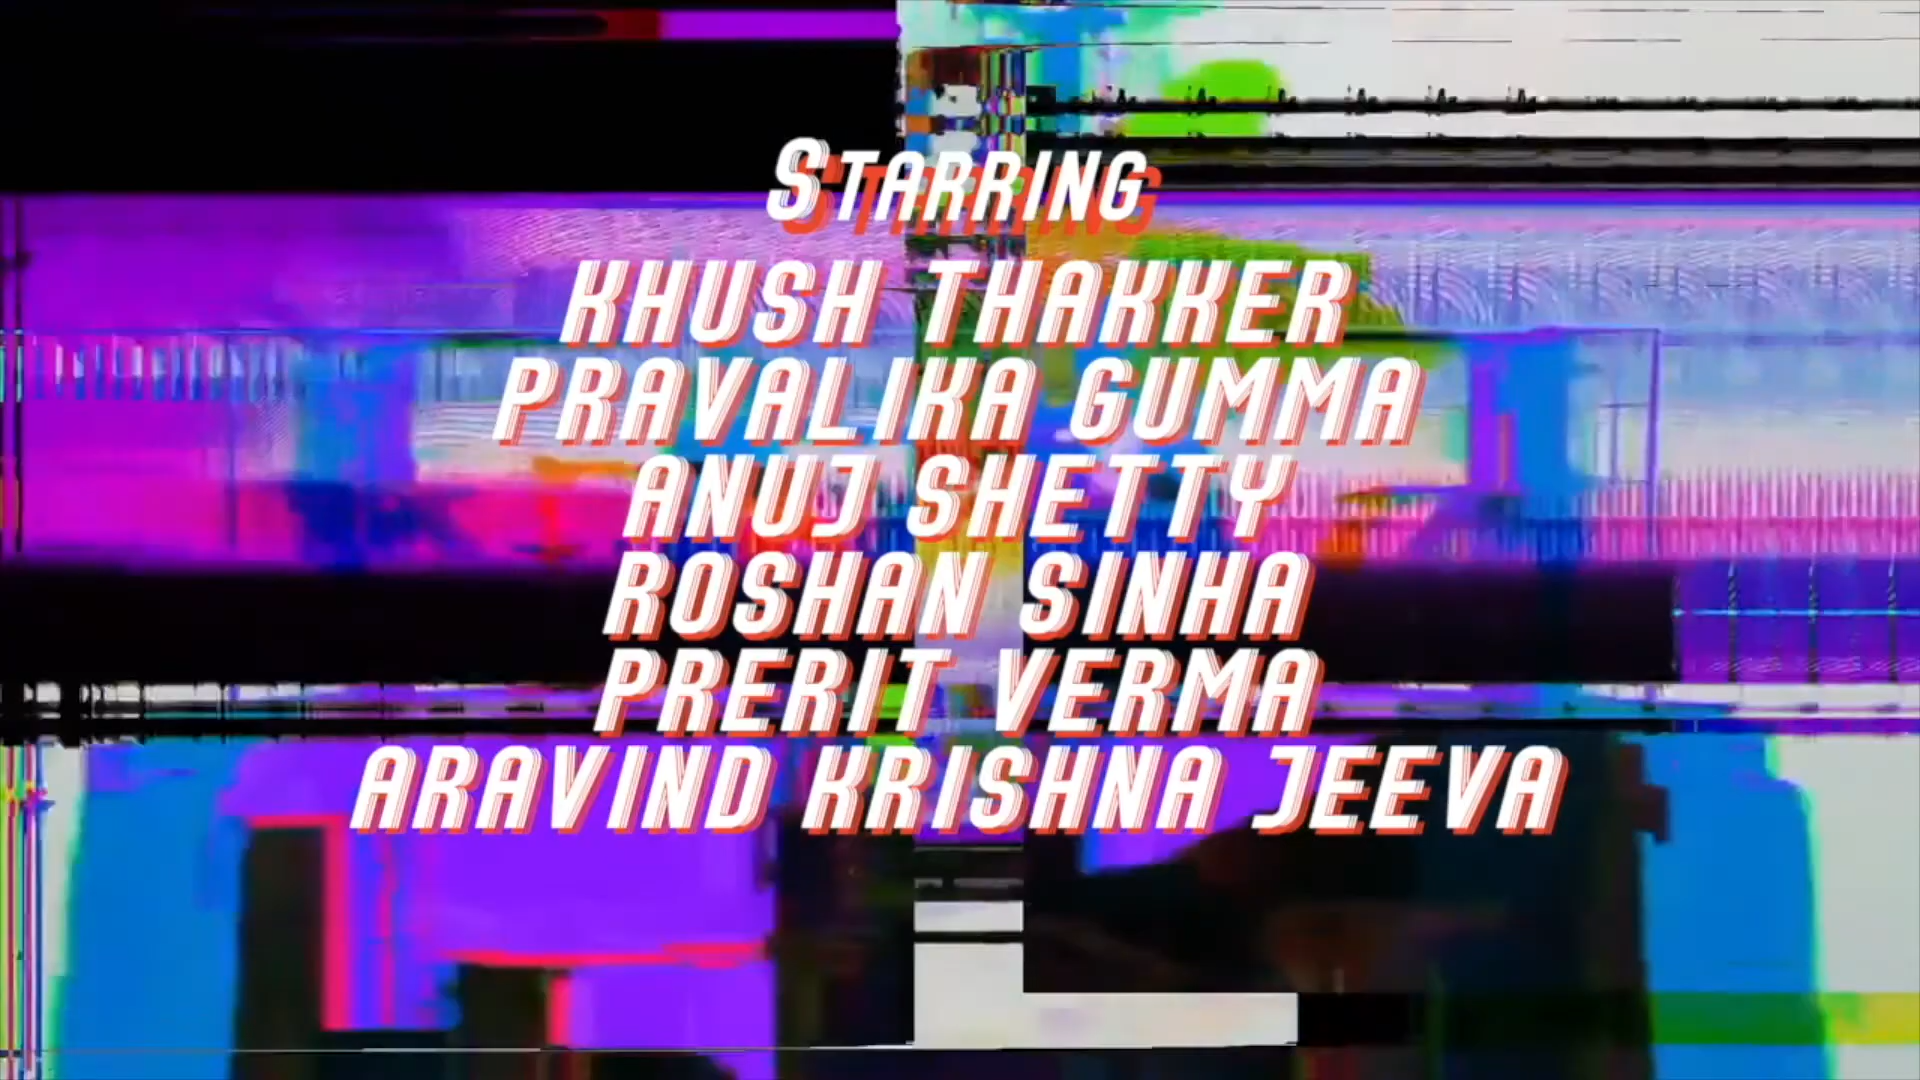 STARRING
KHUSH THAKKER
PRAVALIKA GUMMA
ANUJ SHETTY
ROSHAN SINHA
PRERIT VERMA
ARAVIND KRISHNA JEEVA